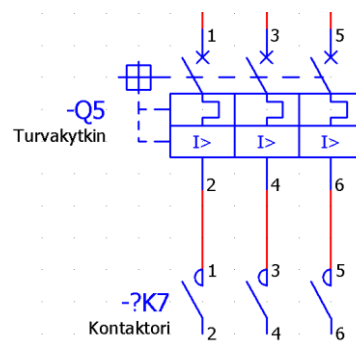 1 3 5
-Q5
Turvakytkin
I> I> I>
2 4 6
1 3 5
-?K7
Kontaktori
2 4 6